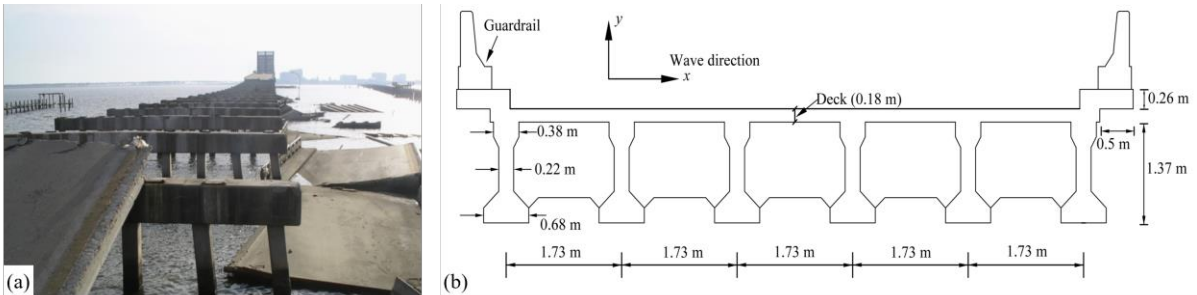 (a)
(b)
Guardrail
y
Wave direction
x
Deck (0.18 m)
0.26 m
0.38 m
0.5 m
0.22 m
1.37 m
0.68 m
1.73 m
1.73 m
1.73 m
1.73 m
1.73 m